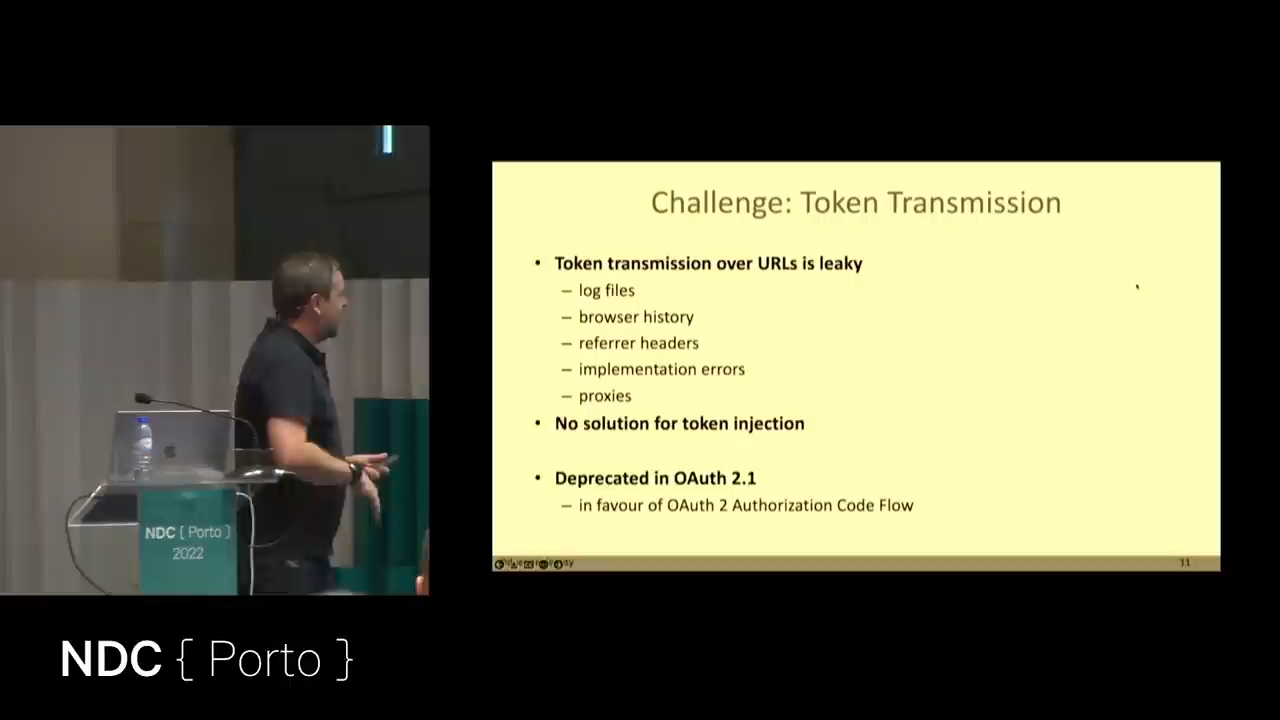 Challenge: Token Transmission
• Token transmission over URLs is leaky
– log files
– browser history
– referrer headers
– implementation errors
– proxies
• No solution for token injection
• Deprecated in OAuth 2.1
– in favour of OAuth 2 Authorization Code Flow
11
NDC { Porto }
2022
NDC { Porto }